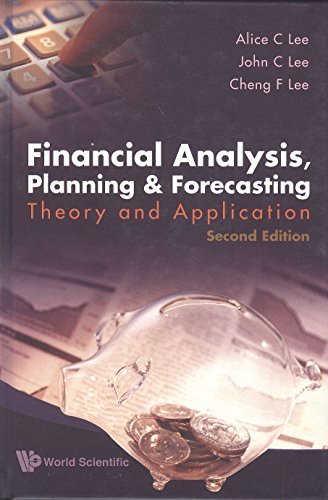 Alice C Lee
John C Lee
Cheng F Lee
Financial Analysis,
Planning & Forecasting
Theory and Application
Second Edition
World Scientific